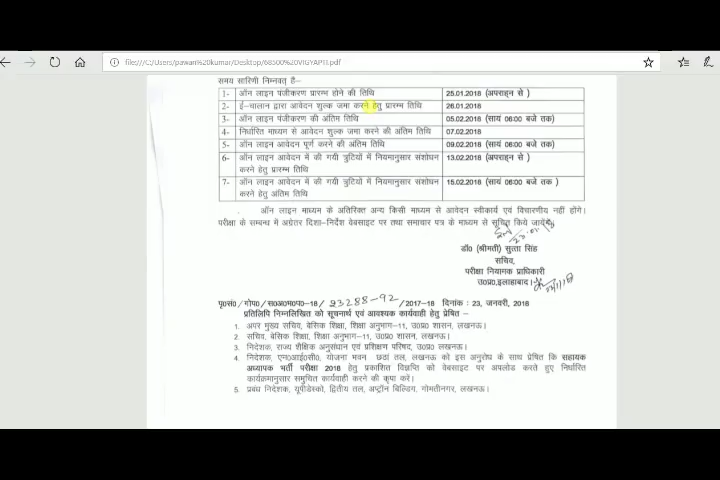 file:///C:/Users/pawan%20kumar/Desktop/68500%20VIGYAPTI.pdf
समय सारिणी निम्नवत् है–
1- ऑन लाइन पंजीकरण प्रारम्भ होने की तिथि 25.01.2018 (अपराह्न से )
2- ई-चालान द्वारा आवेदन शुल्क जमा करने हेतु प्रारम्भ तिथि 26.01.2018
3- ऑन लाइन पंजीकरण की अंतिम तिथि 05.02.2018 (सायं 06:00 बजे तक)
4- निर्धारित माध्यम से आवेदन शुल्क जमा करने की अंतिम तिथि 07.02.2018
5- ऑन लाइन आवेदन पूर्ण करने की अंतिम तिथि 09.02.2018 (सायं 06:00 बजे तक)
6- ऑन लाइन आवेदन में की गयी त्रुटियों में नियमानुसार संशोधन 13.02.2018 (अपराह्न से )
करने हेतु प्रारम्भ तिथि
7- ऑन लाइन आवेदन में की गयी त्रुटियों में नियमानुसार संशोधन 15.02.2018 (सायं 06:00 बजे तक )
करने हेतु अंतिम तिथि
ऑन लाइन माध्यम के अतिरिक्त अन्य किसी माध्यम से आवेदन स्वीकार्य एवं विचारणीय नहीं होंगे।
परीक्षा के सम्बन्ध में अग्रेतर दिशा-निर्देश वेबसाइट पर तथा समाचार पत्र के माध्यम से सूचित किये जायेंगे
डॉ0 (श्रीमती) सुत्ता सिंह
सचिव,
परीक्षा नियामक प्राधिकारी
उ0प्र0,इलाहाबाद।
पृ0सं0 /गोप0/स0अ0म0प0-18/ 93288-92 /2017-18 दिनांक : 23, जनवरी, 2018
प्रतिलिपि निम्नलिखित को सूचनार्थ एवं आवश्यक कार्यवाही हेतु प्रेषित –
1. अपर मुख्य सचिव, बेसिक शिक्षा, शिक्षा अनुभाग-11, उ0प्र0 शासन, लखनऊ।
2. सचिव, बेसिक शिक्षा, शिक्षा अनुभाग-11, उ0प्र0 शासन, लखनऊ।
3. निदेशक, राज्य शैक्षिक अनुसंधान एवं प्रशिक्षण परिषद, उ0प्र0 लखनऊ।
4. निदेशक, एन0आई0सी0, योजना भवन छठां तल, लखनऊ को इस अनुरोध के साथ प्रेषित कि सहायक
अध्यापक भर्ती परीक्षा 2018 हेतु प्रकाशित विज्ञप्ति को वेबसाइट पर अपलोड करते हुए निर्धारित
कार्यक्रमानुसार समुचित कार्यवाही करने की कृपा करें।
5. प्रबंध निदेशक, यूपीडेस्को, द्वितीय तल, अप्ट्रॉन बिल्डिंग, गोमतीनगर, लखनऊ।